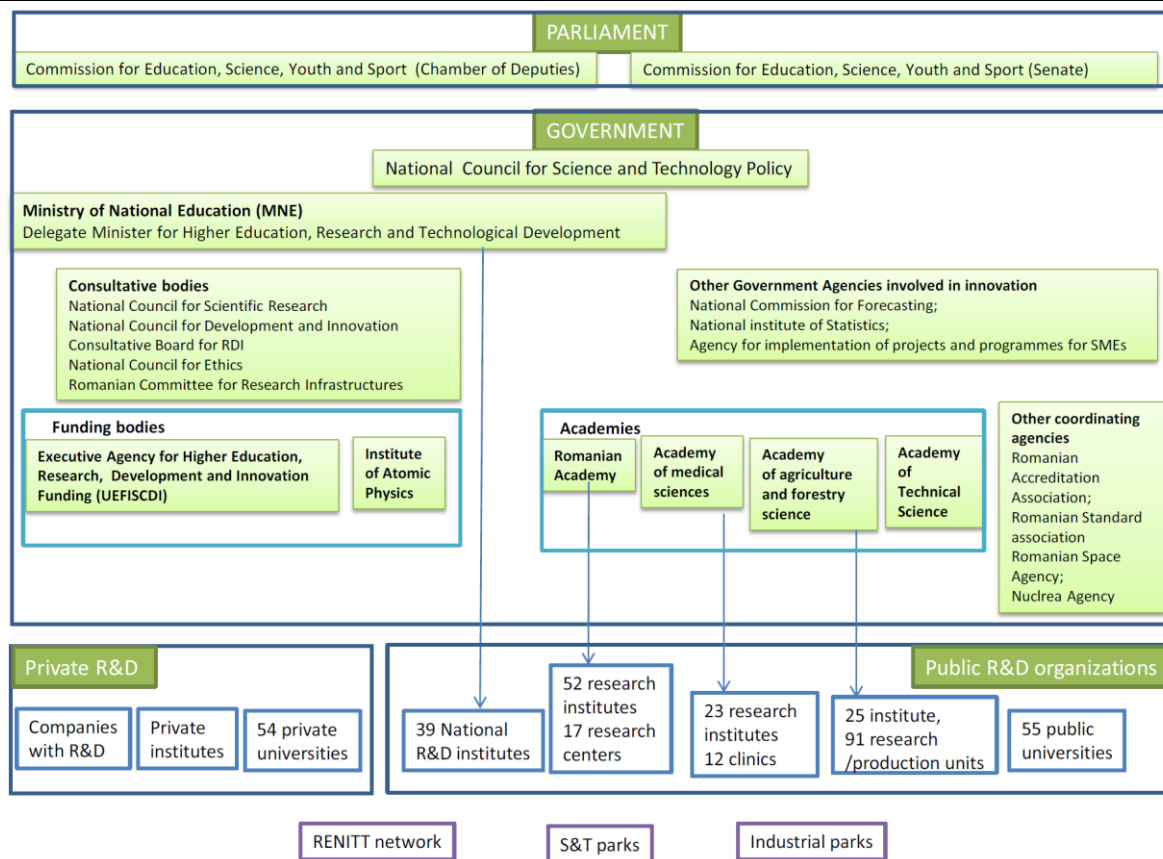 PARLIAMENT
Commission for Education, Science, Youth and Sport (Chamber of Deputies)
Commission for Education, Science, Youth and Sport (Senate)
GOVERNMENT
National Council for Science and Technology Policy
Ministry of National Education (MNE)
Delegate Minister for Higher Education, Research and Technological Development
Consultative bodies
National Council for Scientific Research
National Council for Development and Innovation
Consultative Board for RDI
National Council for Ethics
Romanian Committee for Research Infrastructures
Other Government Agencies involved in innovation
National Commission for Forecasting;
National institute of Statistics;
Agency for implementation of projects and programmes for SMEs
Funding bodies
Executive Agency for Higher Education,
Research, Development and Innovation
Funding (UEFISCDI)
Institute
of Atomic
Physics
Academies
Romanian
Academy
Academy
of medical
sciences
Academy
of agriculture
and forestry
science
Academy
of
Technical
Science
Other coordinating
agencies
Romanian
Accreditation
Association;
Romanian Standard
association
Romanian Space
Agency;
Nuclrea Agency
Private R&D
Companies
with R&D
Private
institutes
54 private
universities
Public R&D organizations
39 National
R&D institutes
52 research
institutes
17 research
centers
23 research
institutes
12 clinics
25 institute,
91 research
/production units
55 public
universities
RENITT network
S&T parks
Industrial parks